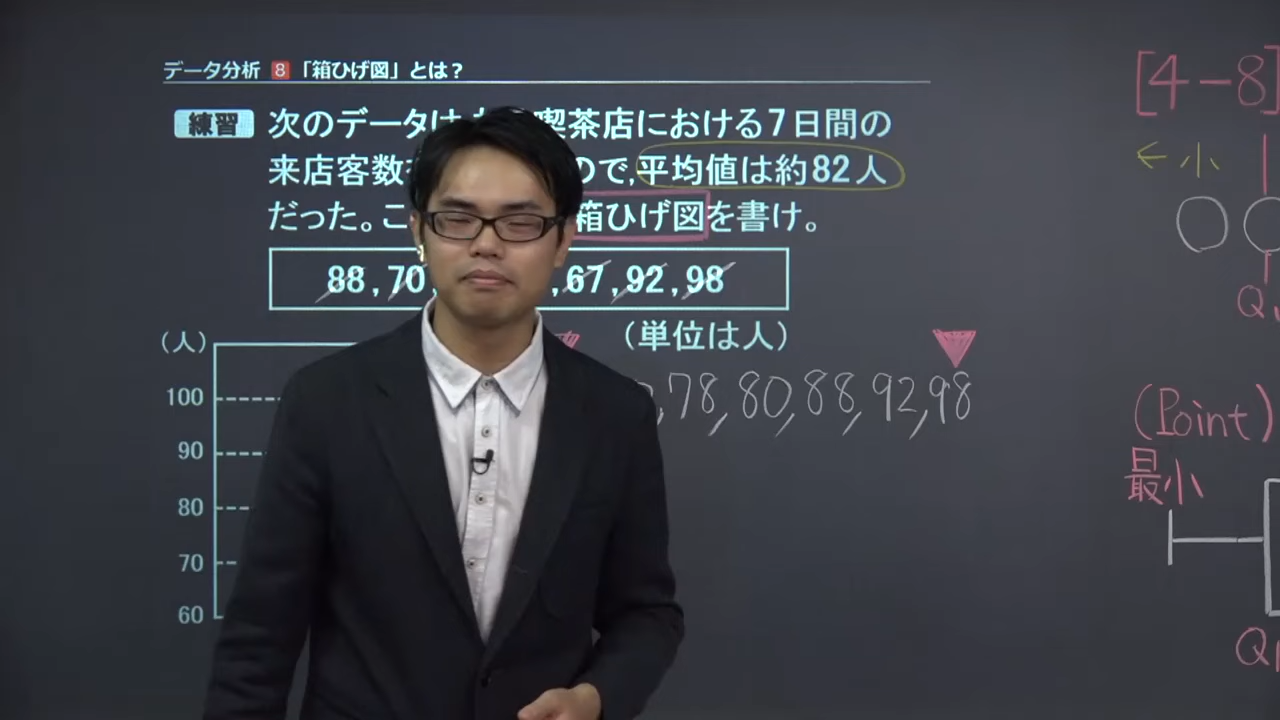 データ分析 8 「箱ひげ図」とは?
練習 次のデータは 喫茶店における7日間の
来店客数 ので,平均値は約82人
だった。こ 箱ひげ図を書け。
88,70 ,67,92,98
(単位は人)
(人)
100
90
80
70
60
,78,80,88,92,98
[4-8]
←小
Q
(Point)
最小
Q